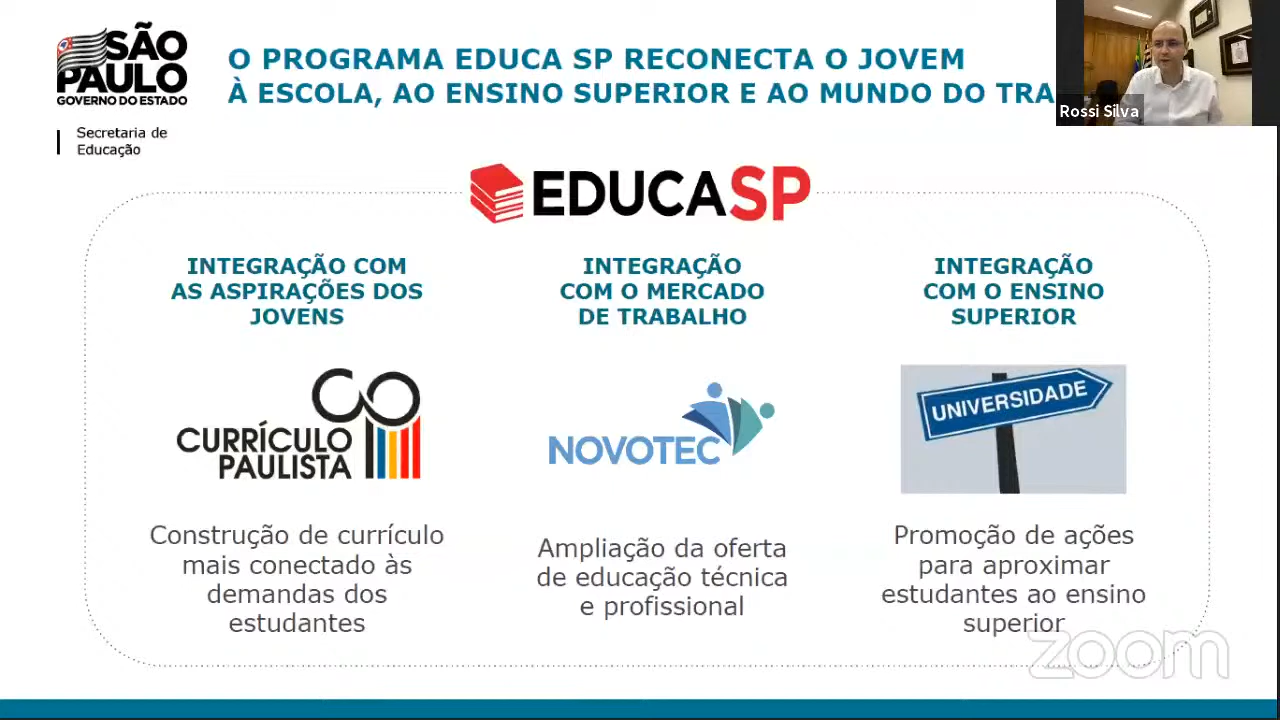 SÃO
PAULO
GOVERNO DO ESTADO
Secretaria de
Educação
O PROGRAMA EDUCA SP RECONECTA O JOVEM
À ESCOLA, AO ENSINO SUPERIOR E AO MUNDO DO TRA
Rossi Silva
EDUCASP
INTEGRAÇÃO COM
AS ASPIRAÇÕES DOS
JOVENS
CURRÍCULO
PAULISTA
Construção de currículo
mais conectado às
demandas dos
estudantes
INTEGRAÇÃO
COM O MERCADO
DE TRABALHO
NOVOTEC
Ampliação da oferta
de educação técnica
e profissional
INTEGRAÇÃO
COM O ENSINO
SUPERIOR
UNIVERSIDADE
Promoção de ações
para aproximar
estudantes ao ensino
superior
zoom